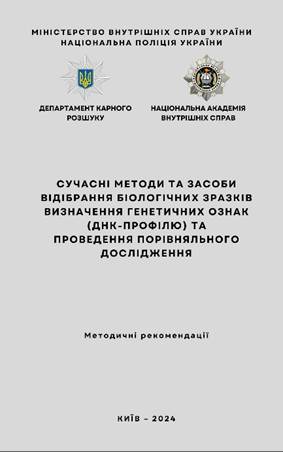 МІНІСТЕРСТВО ВНУТРІШНІХ СПРАВ УКРАЇНИ
НАЦІОНАЛЬНА ПОЛІЦІЯ УКРАЇНИ
ДЕПАРТАМЕНТ КАРНОГО
РОЗШУКУ
НАЦІОНАЛЬНА АКАДЕМІЯ
ВНУТРІШНІХ СПРАВ
СУЧАСНІ МЕТОДИ ТА ЗАСОБИ
ВІДІБРАННЯ БІОЛОГІЧНИХ ЗРАЗКІВ
ВИЗНАЧЕННЯ ГЕНЕТИЧНИХ ОЗНАК
(ДНК-ПРОФІЛЮ) ТА
ПРОВЕДЕННЯ ПОРІВНЯЛЬНОГО
ДОСЛІДЖЕННЯ
Методичні рекомендації
КИЇВ – 2024